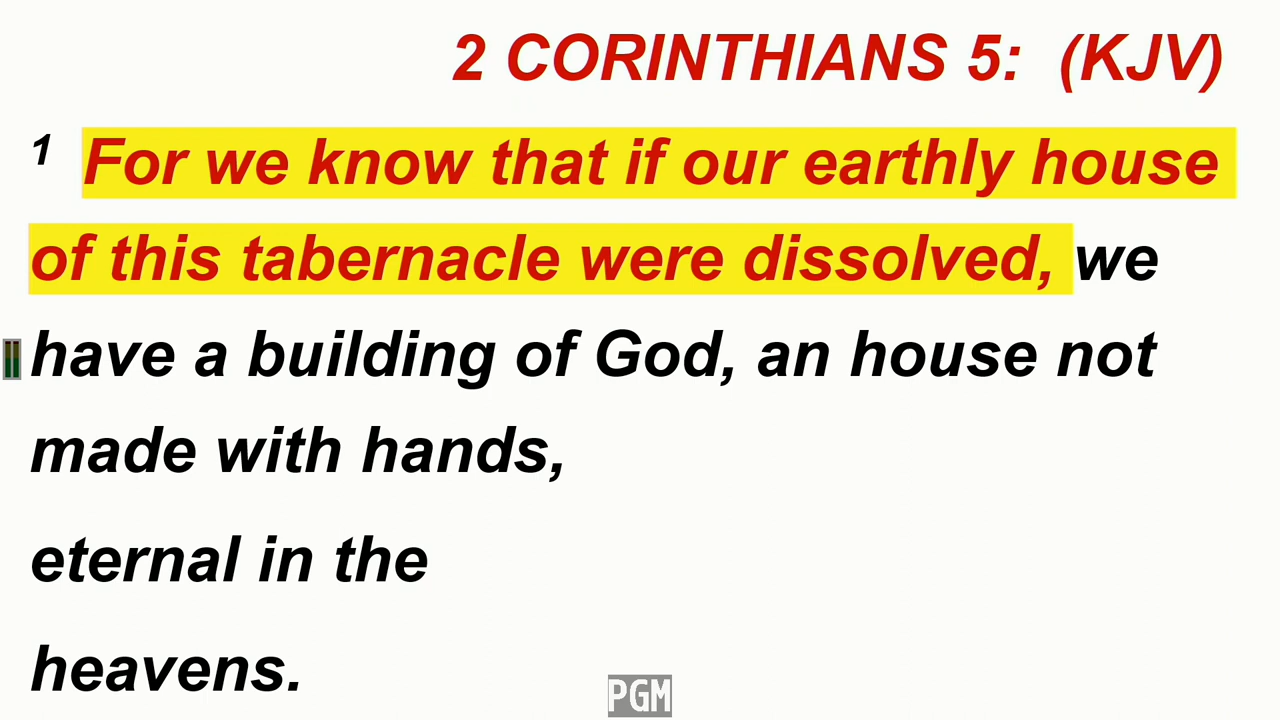 2 CORINTHIANS 5: (KJV)
1 For we know that if our earthly house
of this tabernacle were dissolved, we
have a building of God, an house not
made with hands,
eternal in the
heavens.
PGM